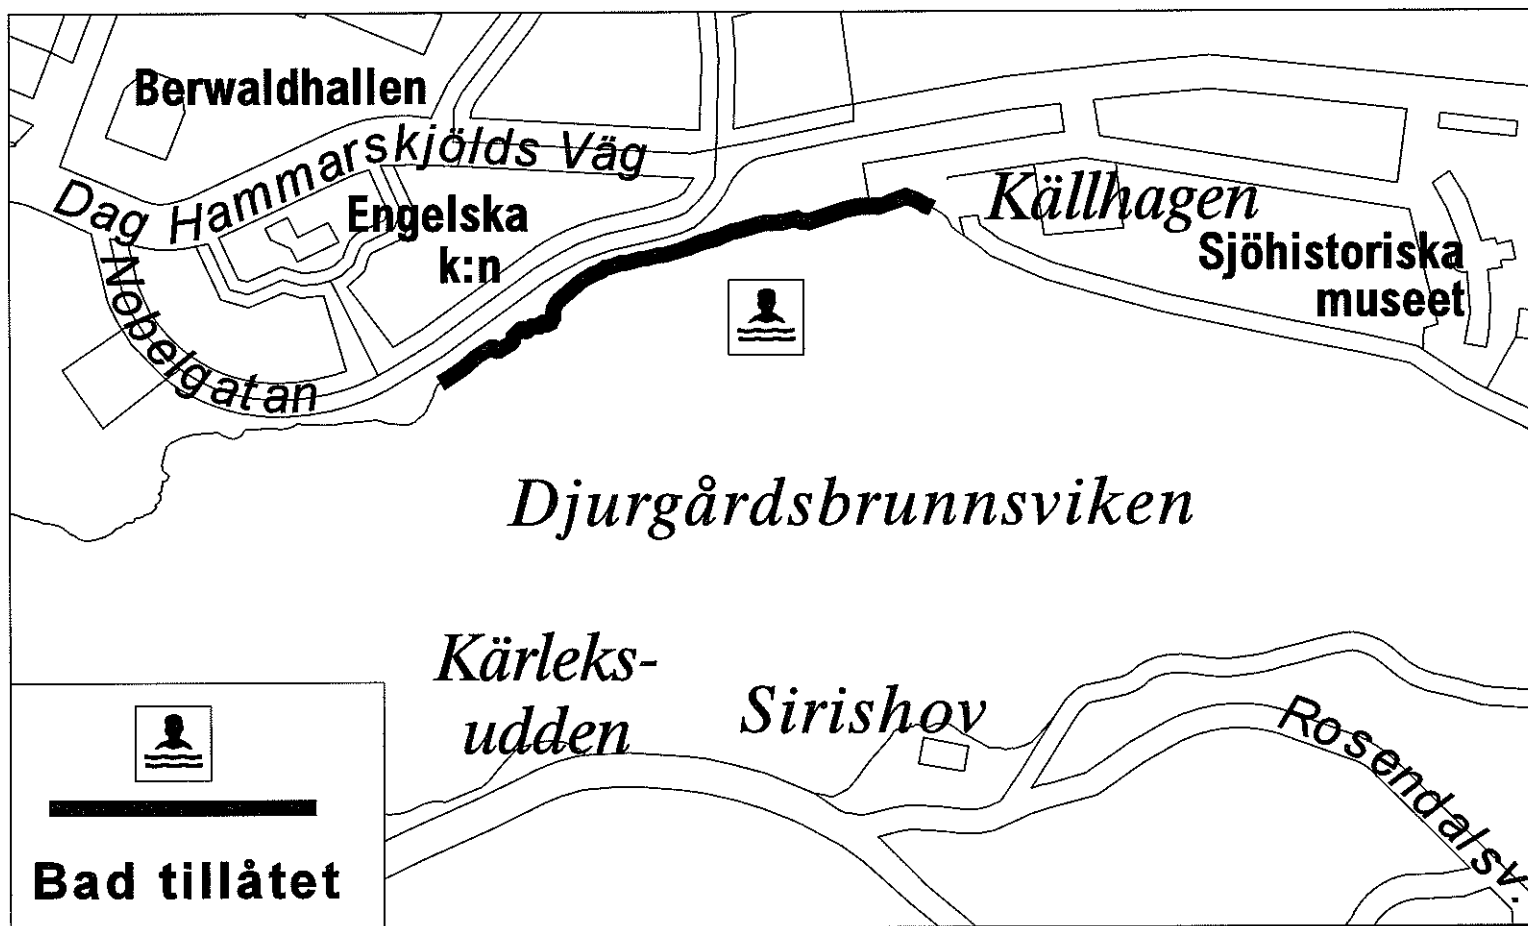 Berwaldhallen
Dag Hammarskjölds Väg
Engelska
k:n
Källhagen
Sjöhistoriska
museet
Nobelgatan
Djurgårdsbrunnsviken
Kärleks-
udden
Sirishov
Rosendalsv.
Bad tillåtet